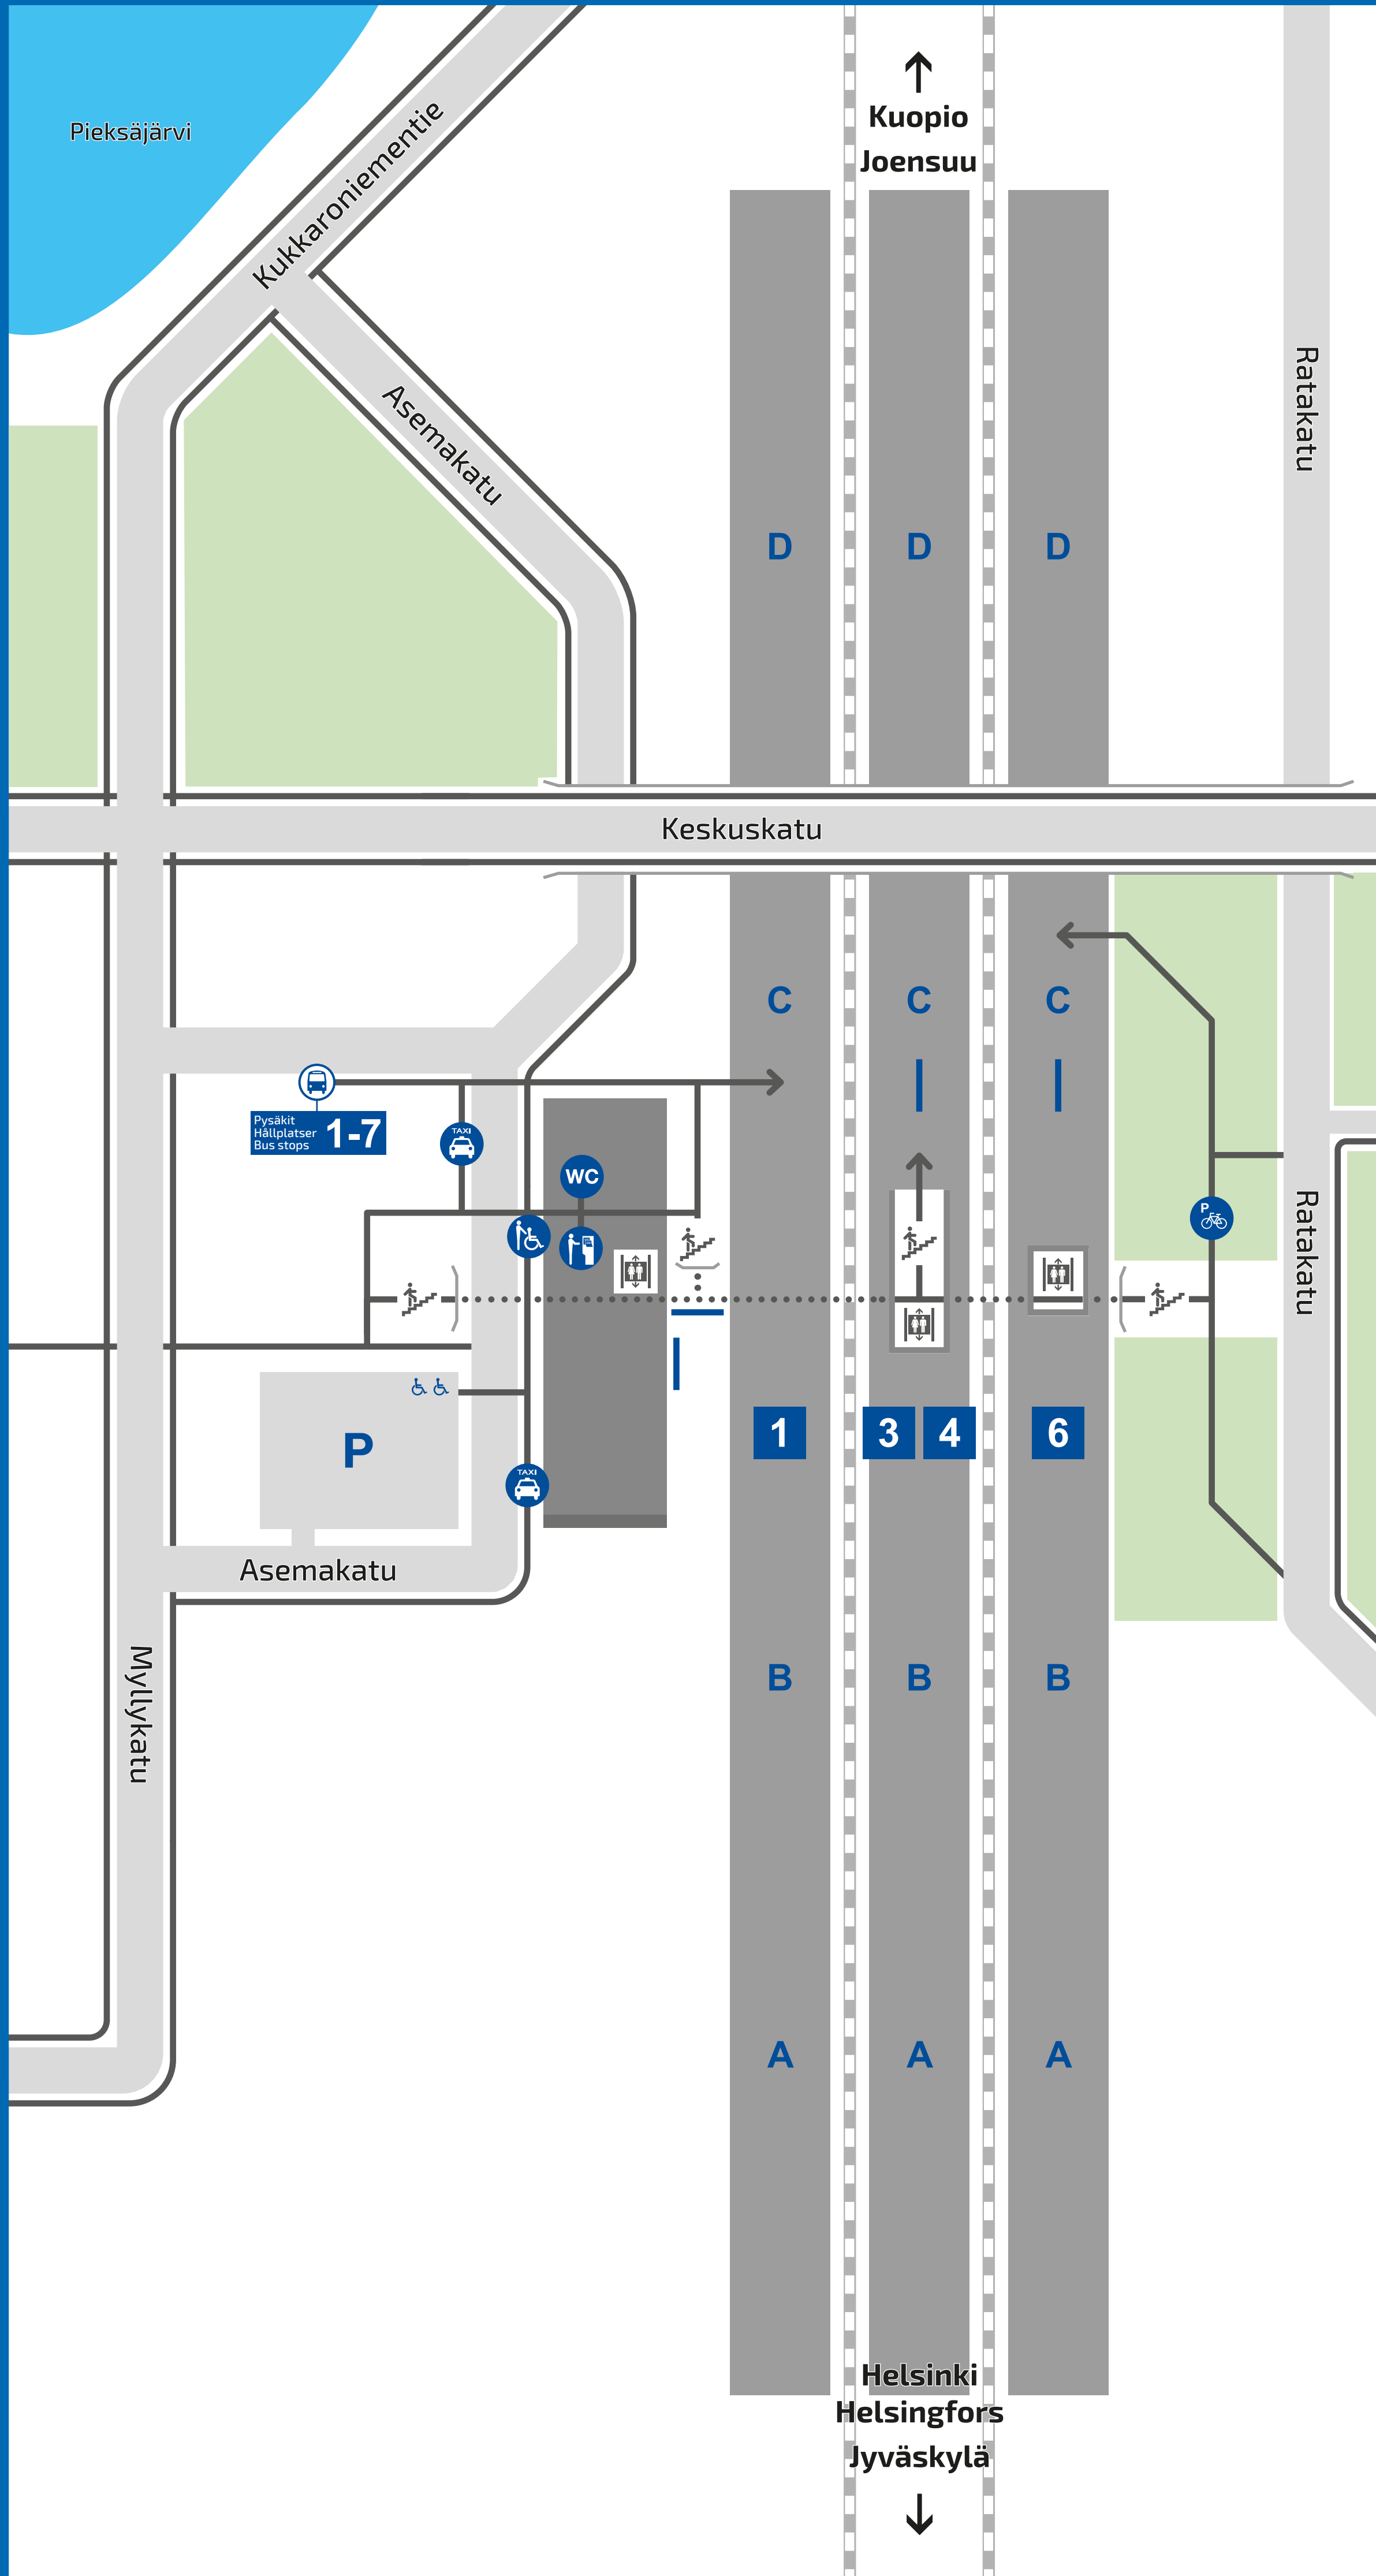 Kuopio
Joensuu
Pieksäjärvi
Kukkaroniementie
Asemakatu
Ratakatu
D
D
D
Keskuskatu
C
C
C
Pysäkit
Hållplatser
Bus stops
1-7
TAXI
WC
P
Ratakatu
P
1
3
4
6
TAXI
Asemakatu
Myllykatu
B
B
B
A
A
A
Helsinki
Helsingfors
Jyväskylä